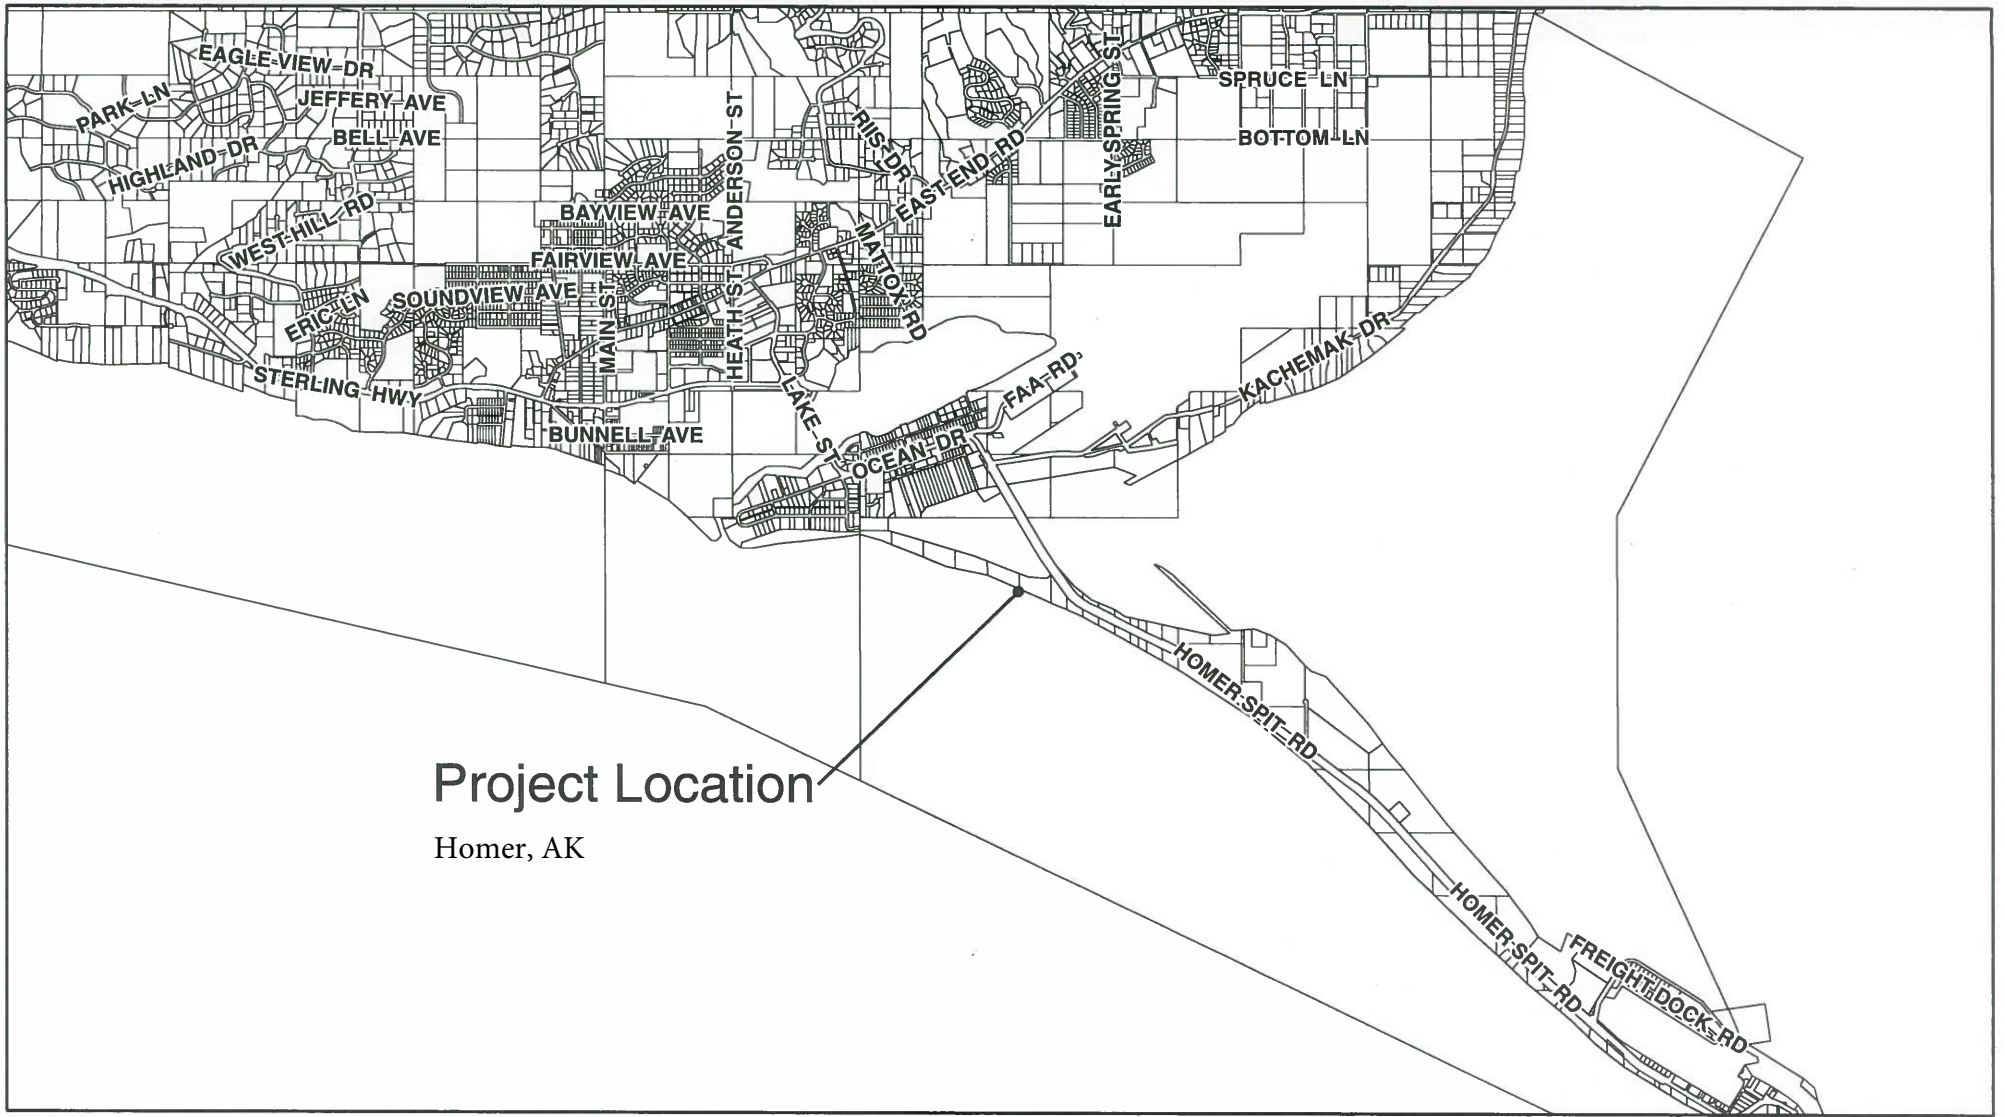 EAGLE VIEW DR
SPRUCE LN
PARK LN
JEFFERY AVE
BELL AVE
HIGHLAND DR
ANDERSON ST
RIIS DR
EAST END RD
EARLY SPRING ST
BOTTOM LN
WEST HILL RD
BAYVIEW AVE
FAIRVIEW AVE
MATTOX RD
ERIC LN
SOUNDVIEW AVE
MAIN ST
HEATH ST
STERLING HWY
LAKE ST
FAA RD
KACHEMAK DR
BUNNELL AVE
OCEAN DR
HOMER SPIT RD
Project Location
Homer, AK
HOMER SPIT RD
FREIGHT DOCK RD